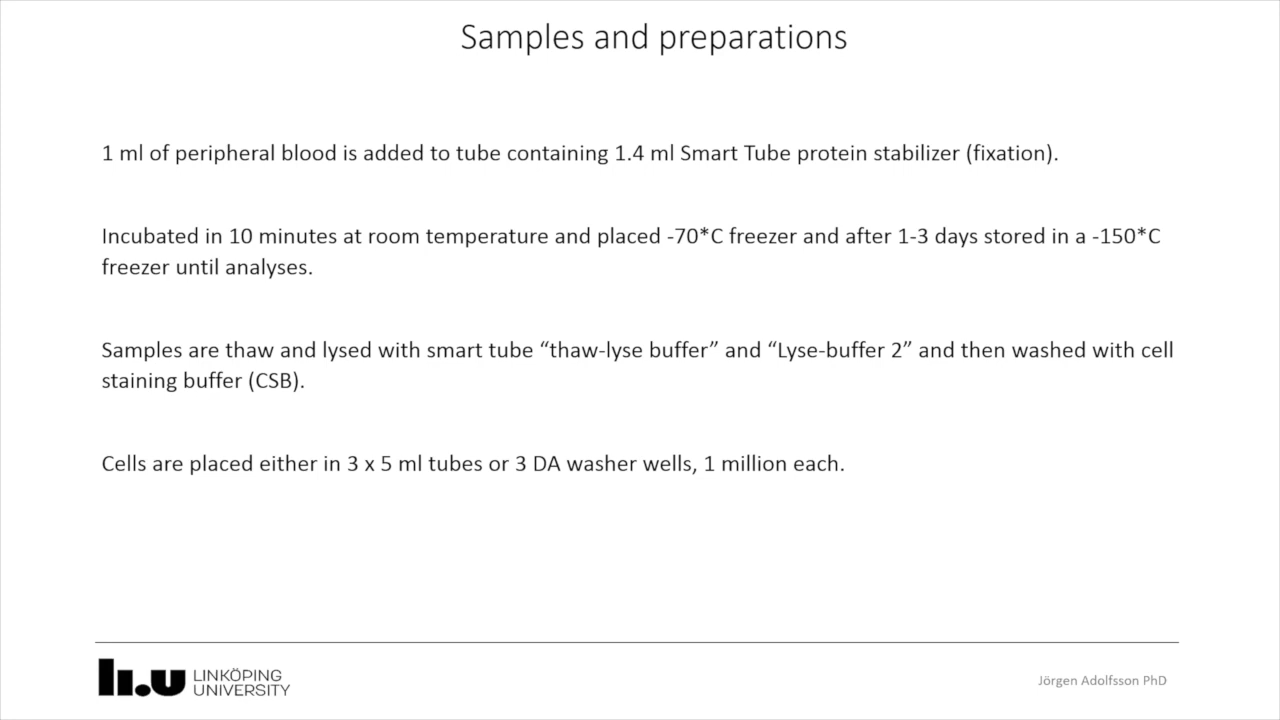 Samples and preparations
1 ml of peripheral blood is added to tube containing 1.4 ml Smart Tube protein stabilizer (fixation).
Incubated in 10 minutes at room temperature and placed -70*C freezer and after 1-3 days stored in a -150*C
freezer until analyses.
Samples are thaw and lysed with smart tube “thaw-lyse buffer” and “Lyse-buffer 2” and then washed with cell
staining buffer (CSB).
Cells are placed either in 3 x 5 ml tubes or 3 DA washer wells, 1 million each.
li.u LINKÖPING
UNIVERSITY
Jörgen Adolfsson PhD